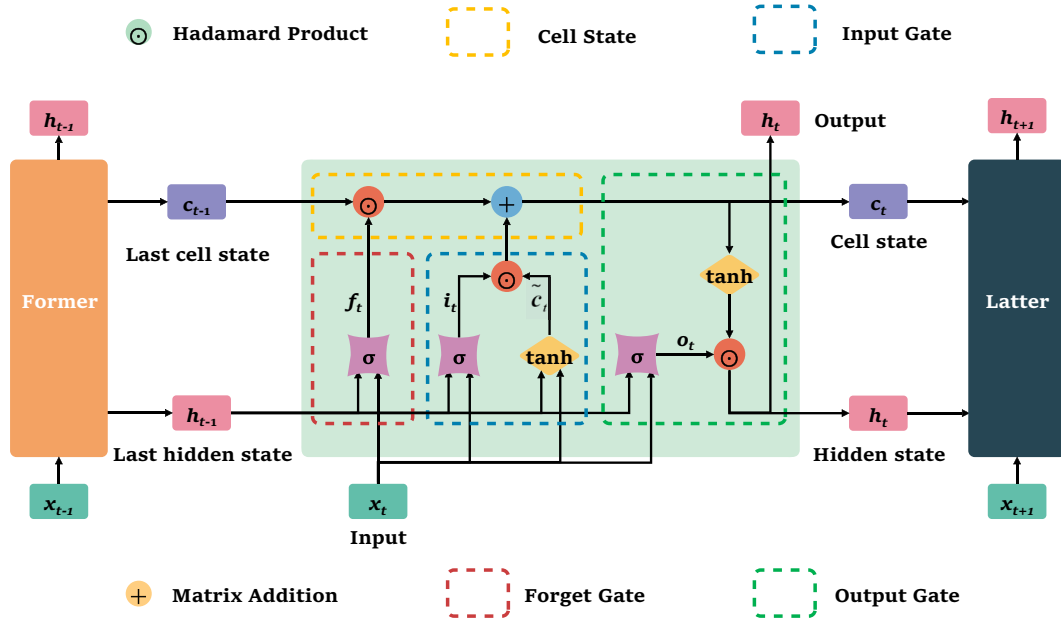 ⊙ Hadamard Product
Cell State
Input Gate
h_{t-1}
h_t Output
h_{t+1}
c_{t-1}
⊙
+
c_t
Last cell state
Cell state
tanh
⊙
Former
f_t
i_t
c̃_t
Latter
σ
σ
tanh
σ
o_t
⊙
h_{t-1}
h_t
Last hidden state
Hidden state
x_{t-1}
x_t
x_{t+1}
Input
+ Matrix Addition
Forget Gate
Output Gate